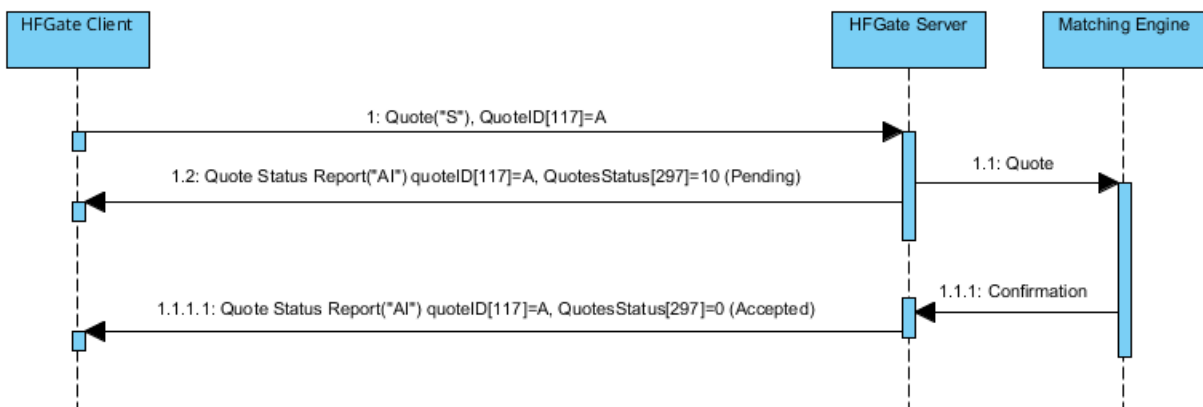 HFGate Client
HFGate Server
Matching Engine
1: Quote("S"), QuoteID[117]=A
1.1: Quote
1.2: Quote Status Report("AI") quoteID[117]=A, QuotesStatus[297]=10 (Pending)
1.1.1: Confirmation
1.1.1.1: Quote Status Report("AI") quoteID[117]=A, QuotesStatus[297]=0 (Accepted)